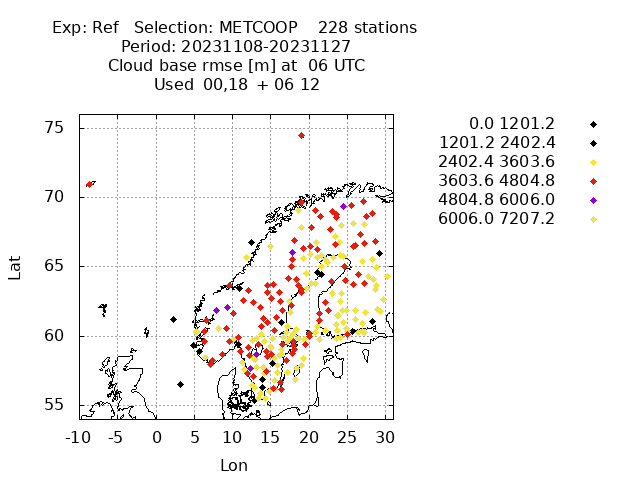 Exp: Ref Selection: METCOOP 228 stations
Period: 20231108-20231127
Cloud base rmse [m] at 06 UTC
Used 00,18 + 06 12
0.0 1201.2
1201.2 2402.4
2402.4 3603.6
3603.6 4804.8
4804.8 6006.0
6006.0 7207.2
75
70
65
60
55
Lat
-10 -5 0 5 10 15 20 25 30
Lon